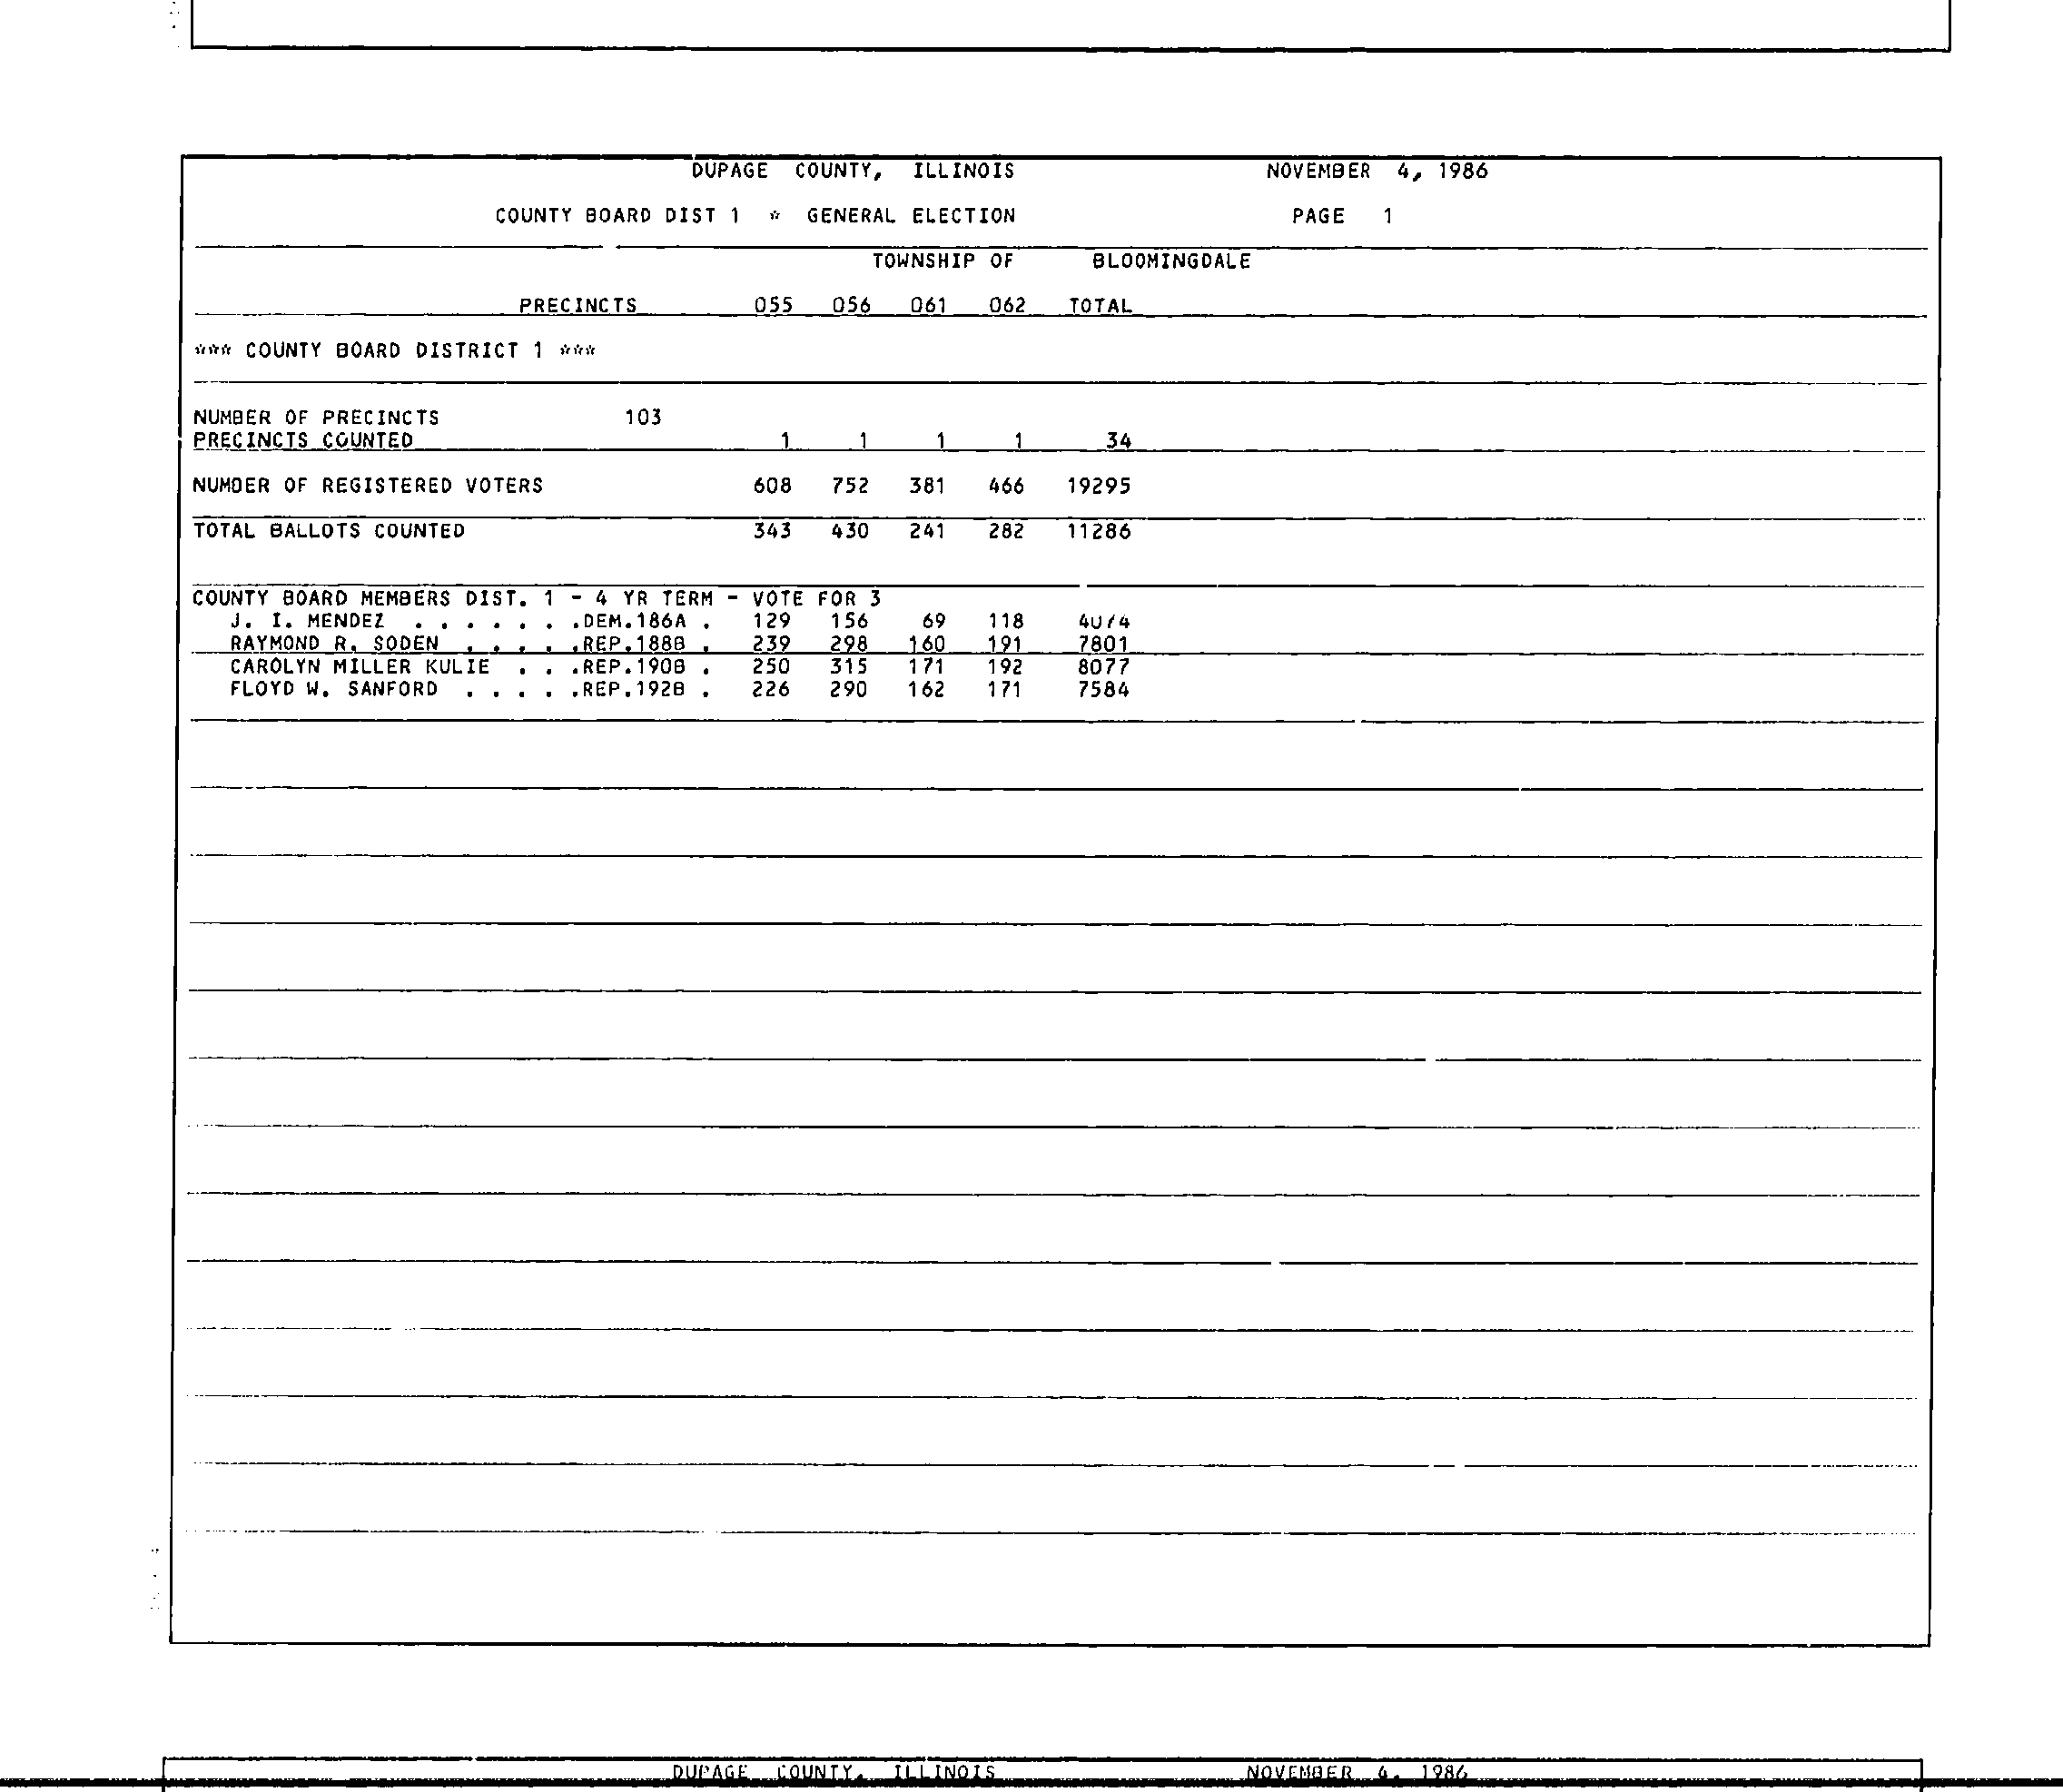 DUPAGE COUNTY, ILLINOIS NOVEMBER 4, 1986
COUNTY BOARD DIST 1 * GENERAL ELECTION PAGE 1
TOWNSHIP OF BLOOMINGDALE
PRECINCTS 055 056 061 062 TOTAL
*** COUNTY BOARD DISTRICT 1 ***
NUMBER OF PRECINCTS 103
PRECINCTS COUNTED 1 1 1 1 34
NUMBER OF REGISTERED VOTERS 608 752 381 466 19295
TOTAL BALLOTS COUNTED 343 430 241 282 11286
COUNTY BOARD MEMBERS DIST. 1 - 4 YR TERM - VOTE FOR 3
J. I. MENDEZ . . . . . . .DEM.186A . 129 156 69 118 4074
RAYMOND R. SODEN . . . . .REP.188B . 239 298 160 191 7801
CAROLYN MILLER KULIE . . .REP.190B . 250 315 171 192 8077
FLOYD W. SANFORD . . . . .REP.192B . 226 290 162 171 7584
DUPAGE COUNTY, ILLINOIS NOVEMBER 4, 1986